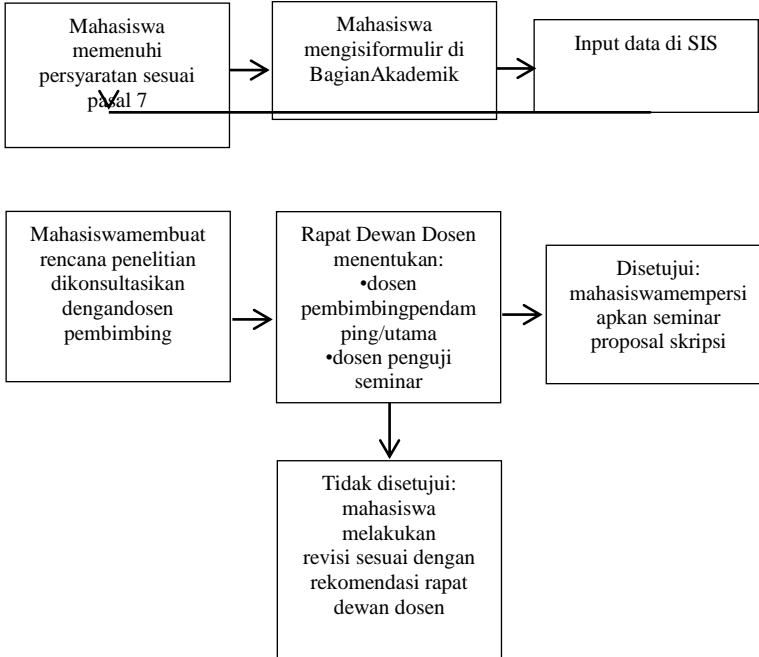 Mahasiswa
memenuhi
persyaratan sesuai
pasal 7
Mahasiswa
mengisiformulir di
BagianAkademik
Input data di SIS
Mahasiswamembuat
rencana penelitian
dikonsultasikan
dengandosen
pembimbing
Rapat Dewan Dosen
menentukan:
•dosen
pembimbingpendam
ping/utama
•dosen penguji
seminar
Disetujui:
mahasiswamempersi
apkan seminar
proposal skripsi
Tidak disetujui:
mahasiswa
melakukan
revisi sesuai dengan
rekomendasi rapat
dewan dosen